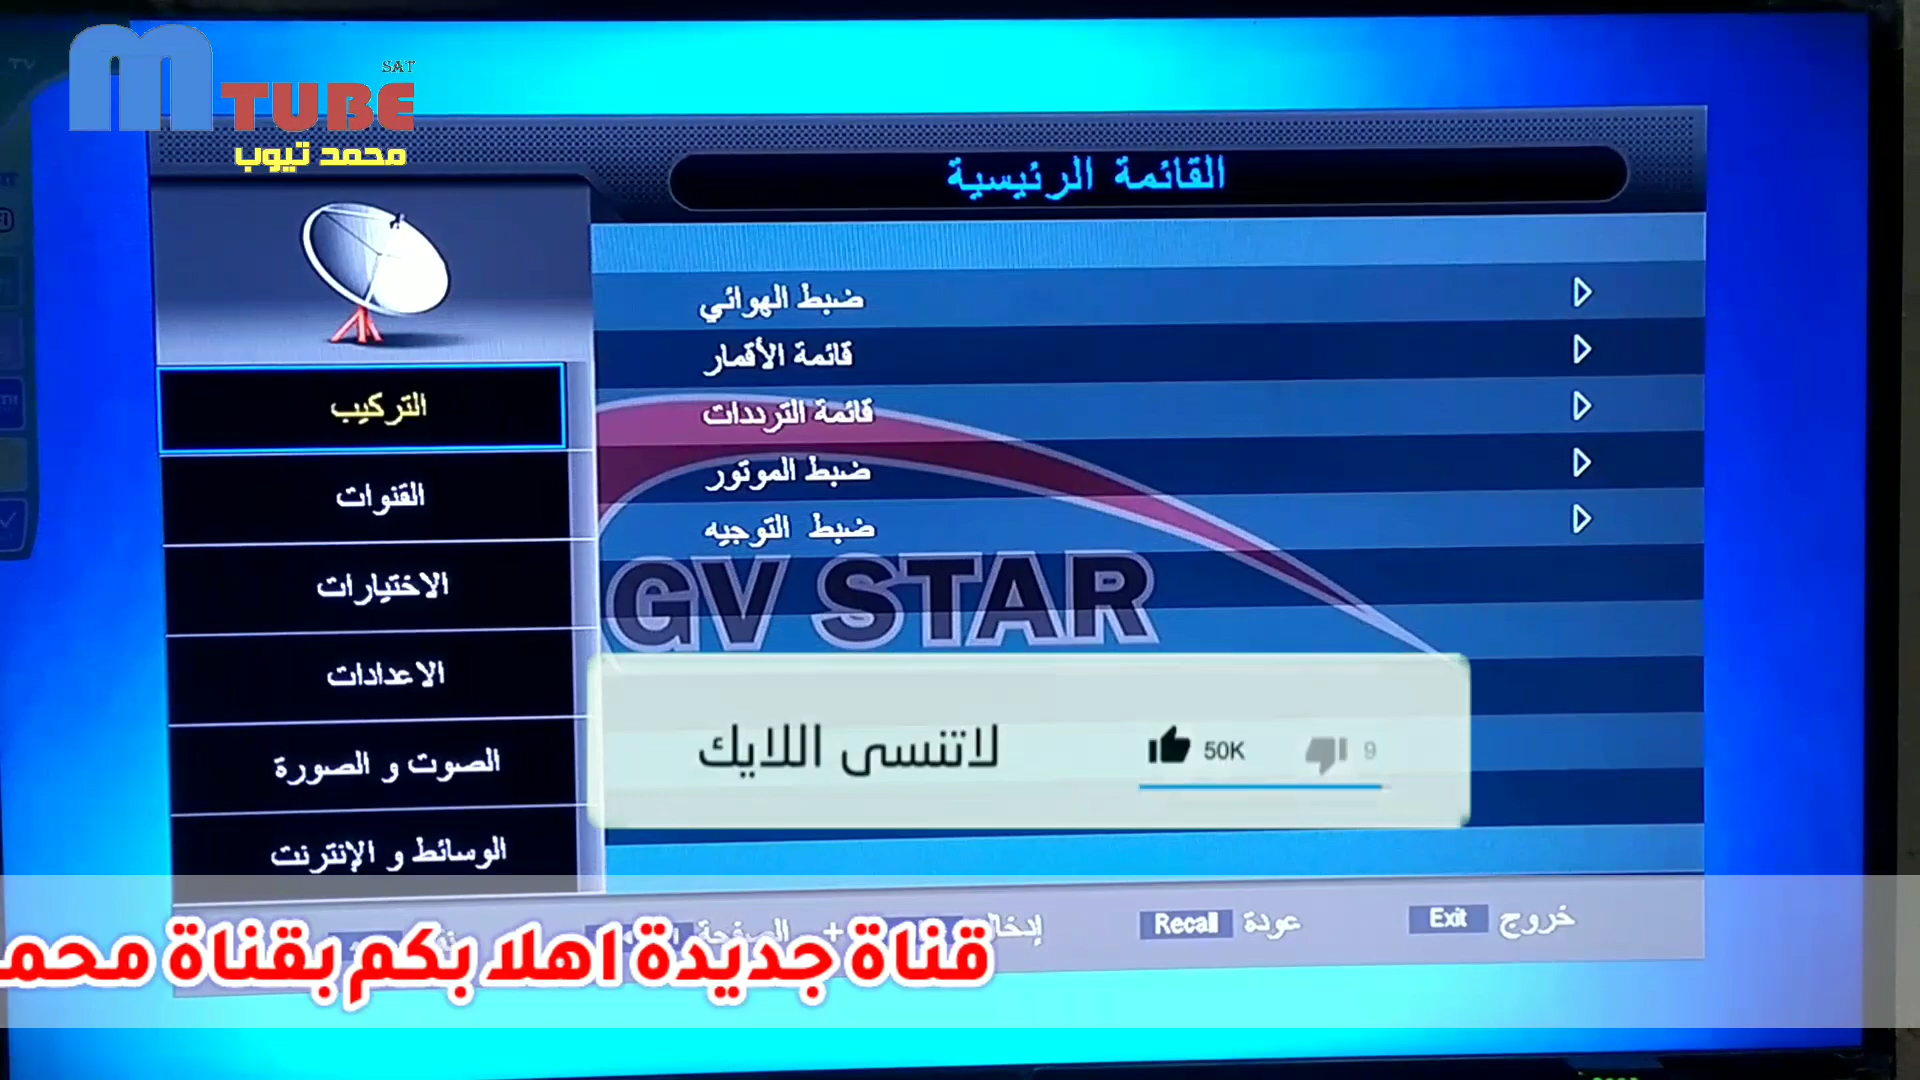 SAT
TUBE
محمد تيوب
القائمة الرئيسية
ضبط الهوائي
قائمة الأقمار
قائمة الترددات
ضبط الموتور
ضبط التوجيه
التركيب
القنوات
الاختيارات
الاعدادات
الصوت و الصورة
الوسائط و الإنترنت
GV STAR
لاتنسى اللايك
50K
9
الصفحة +
Recall عودة
Exit خروج
قناة جديدة اهلا بكم بقناة